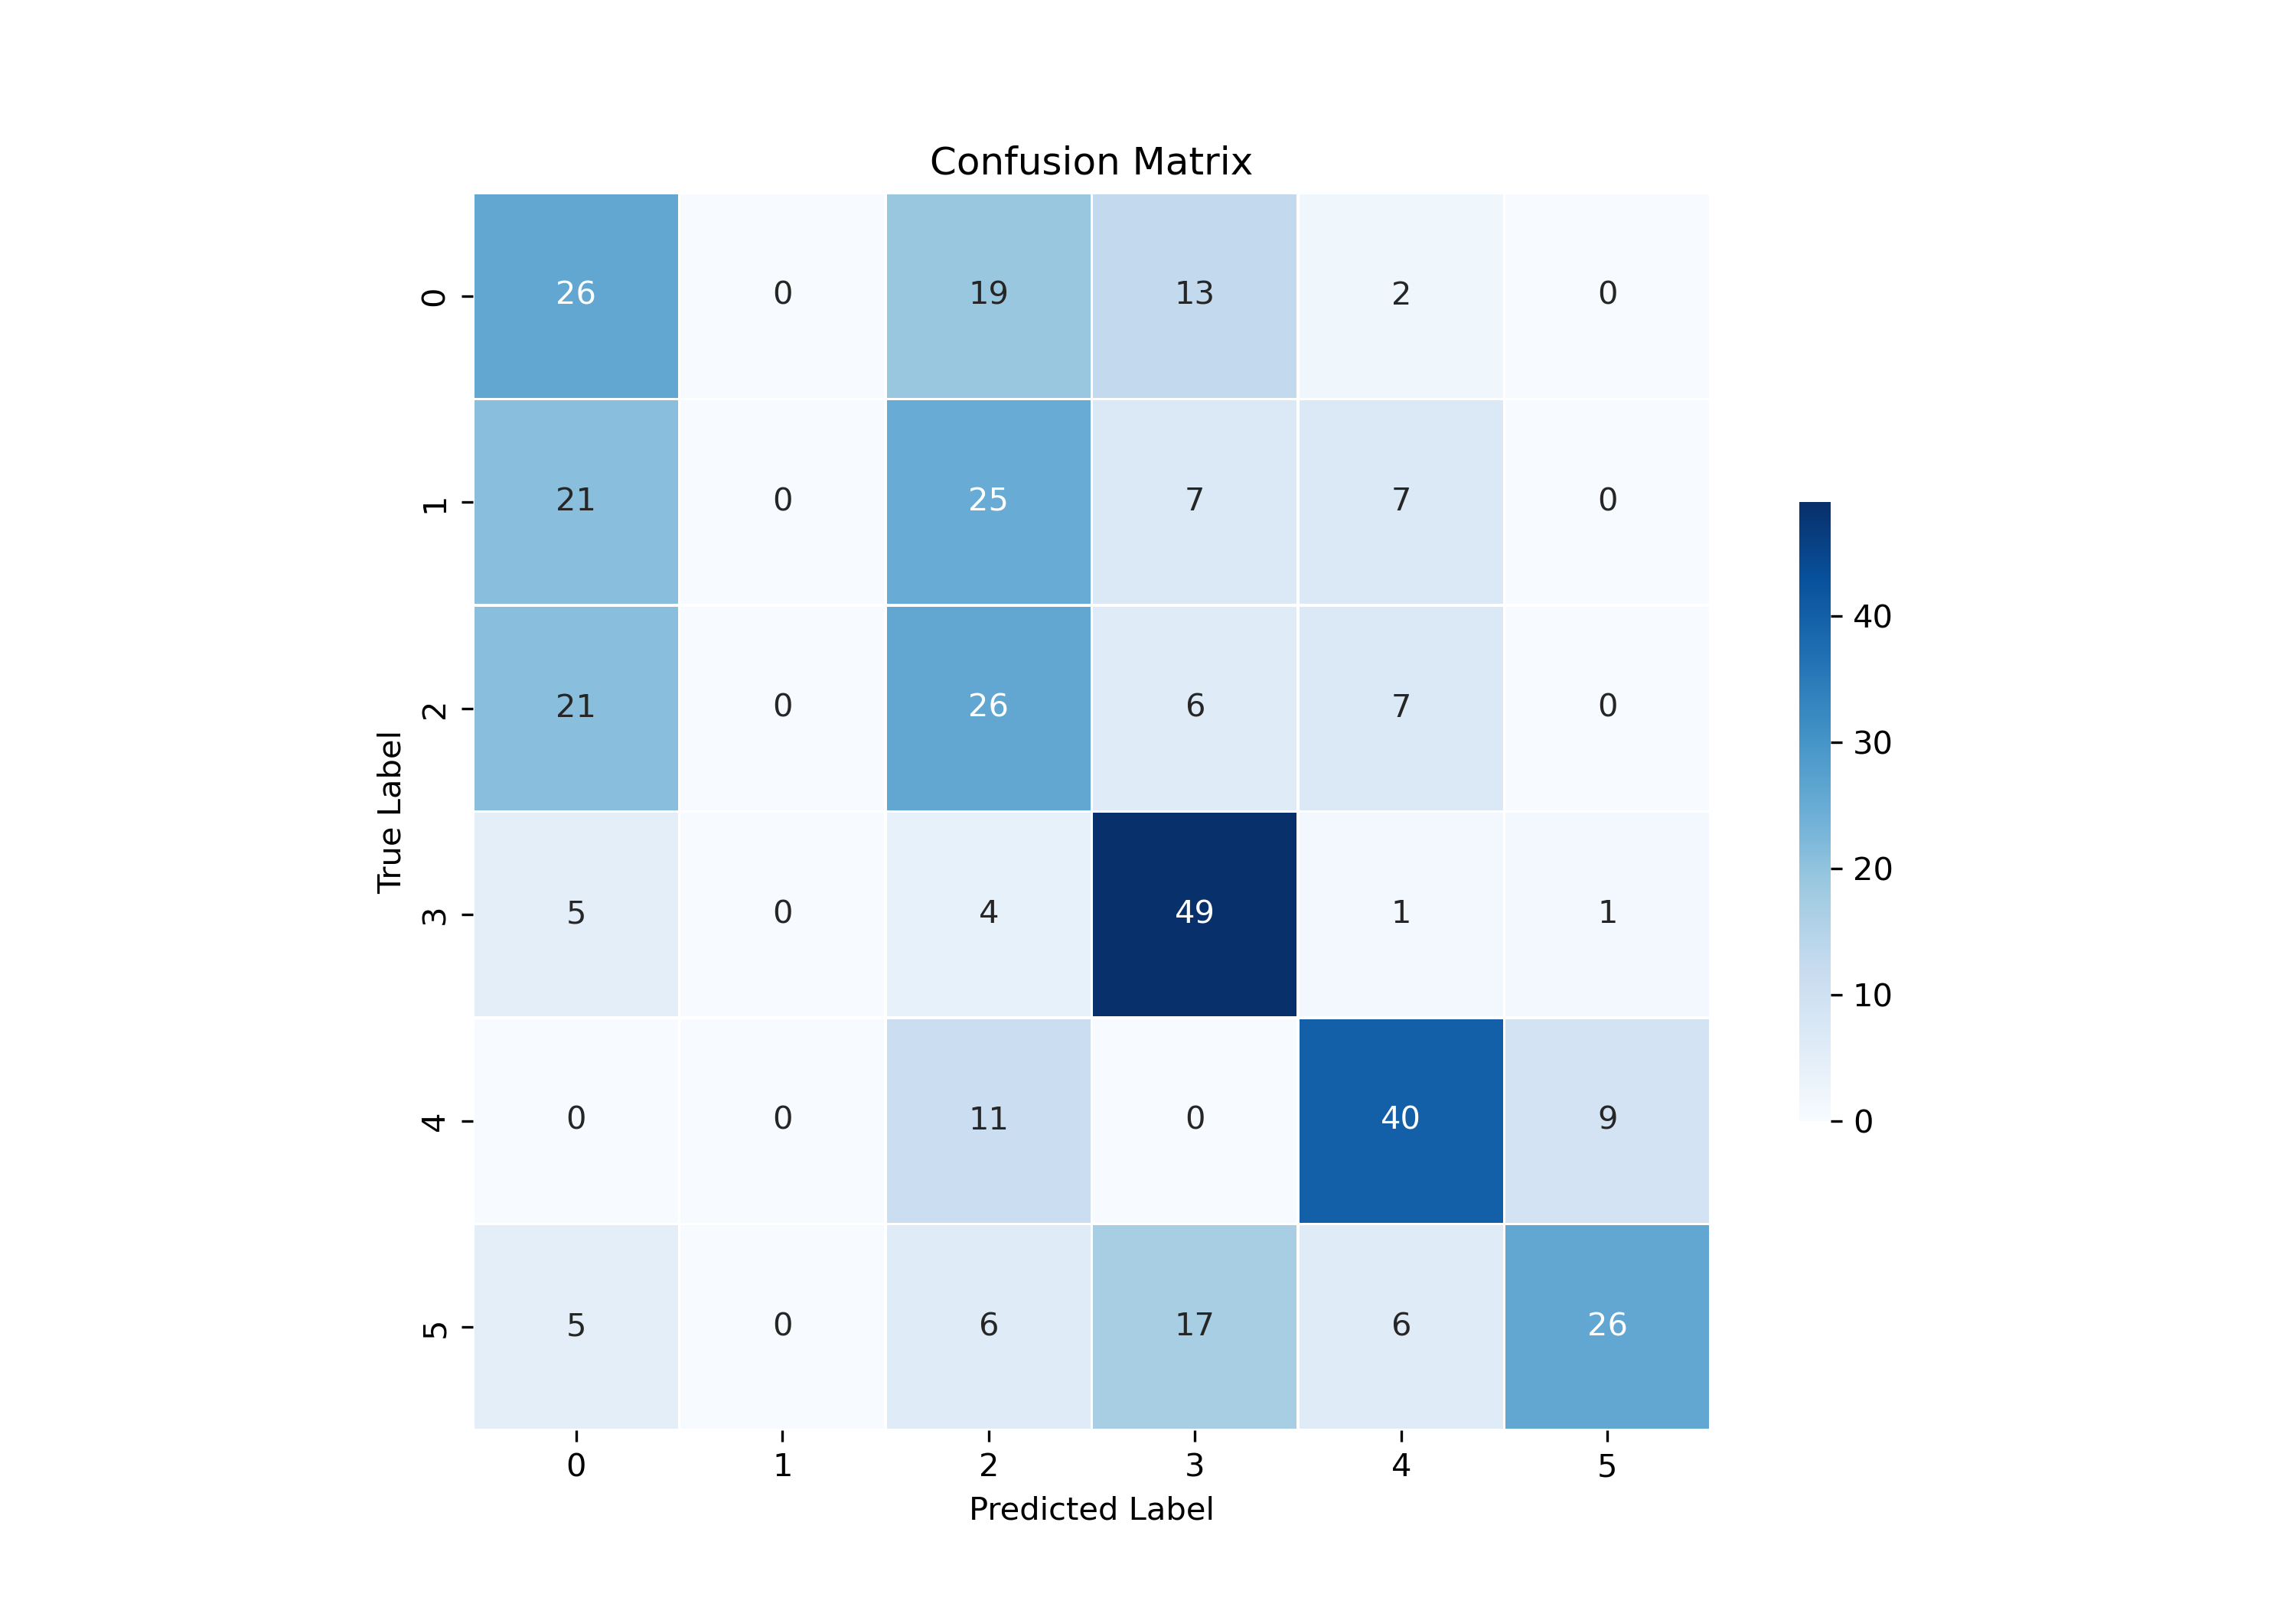 Confusion Matrix
0 26 0 19 13 2 0
1 21 0 25 7 7 0
2 21 0 26 6 7 0
3 5 0 4 49 1 1
4 0 0 11 0 40 9
5 5 0 6 17 6 26
0 1 2 3 4 5
Predicted Label
True Label
40
30
20
10
0